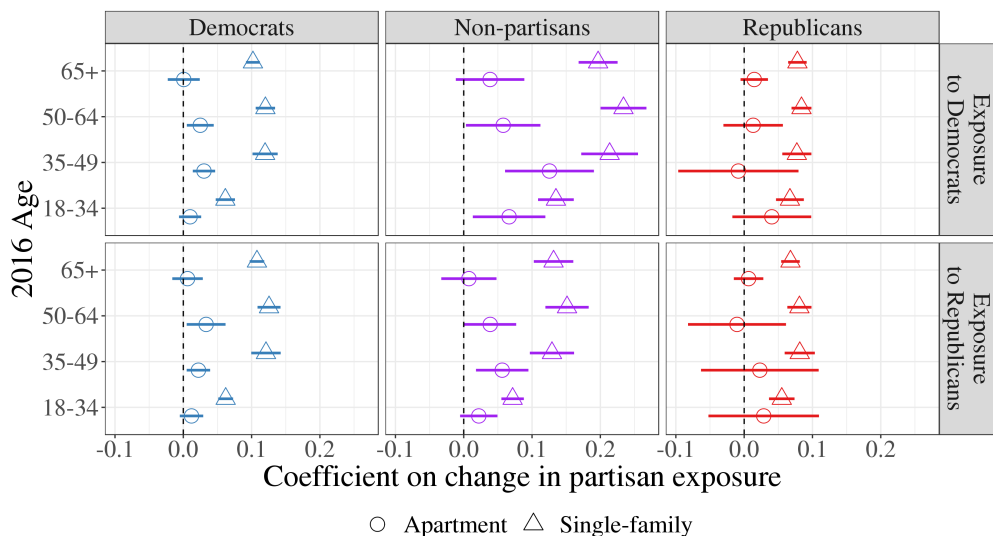 Democrats
Non-partisans
Republicans
65+
50-64
35-49
18-34
Exposure
to Democrats
65+
50-64
35-49
18-34
Exposure
to Republicans
2016 Age
-0.1 0.0 0.1 0.2
-0.1 0.0 0.1 0.2
-0.1 0.0 0.1 0.2
Coefficient on change in partisan exposure
Apartment
Single-family